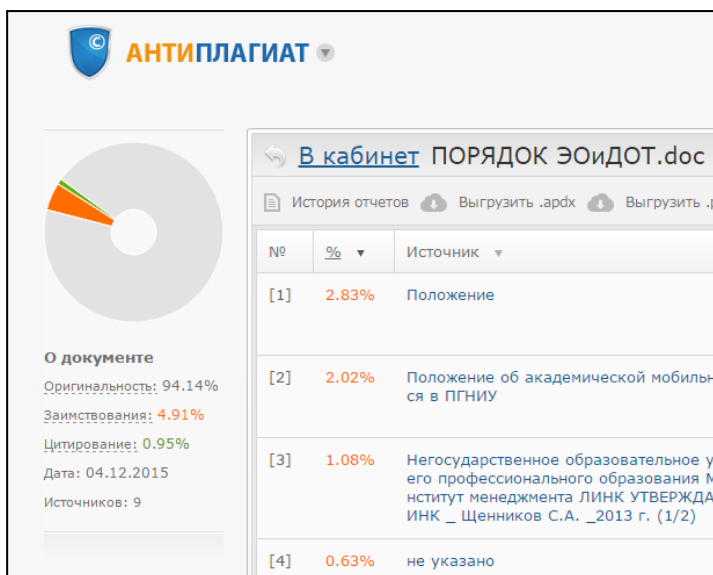 ©
АНТИПЛАГИАТ
В кабинет ПОРЯДОК ЭОиДОТ.doc
История отчетов Выгрузить .apdx Выгрузить .
№ % Источник
[1] 2.83% Положение
[2] 2.02% Положение об академической мобильн
ся в ПГНИУ
[3] 1.08% Негосударственное образовательное у
его профессионального образования М
нститут менеджмента ЛИНК УТВЕРЖДА
ИНК _ Щенников С.А. _2013 г. (1/2)
[4] 0.63% не указано
О документе
Оригинальность: 94.14%
Заимствования: 4.91%
Цитирование: 0.95%
Дата: 04.12.2015
Источников: 9